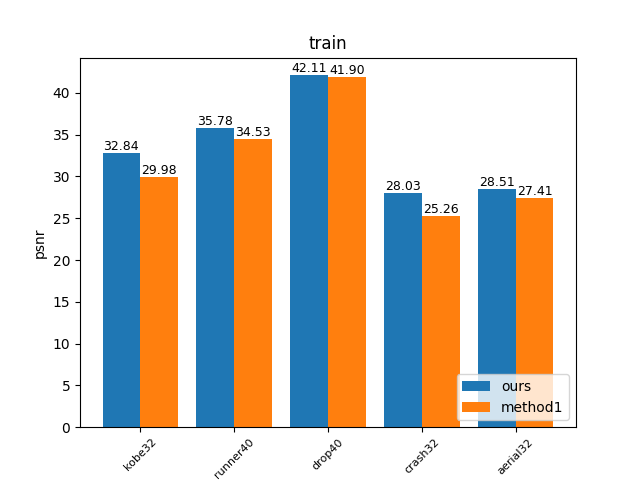 train
42.11 41.90
35.78
34.53
32.84
29.98
28.03
25.26
28.51
27.41
psnr
40
35
30
25
20
15
10
5
0
ours
method1
kobe32
runner40
drop40
crash32
aerial32